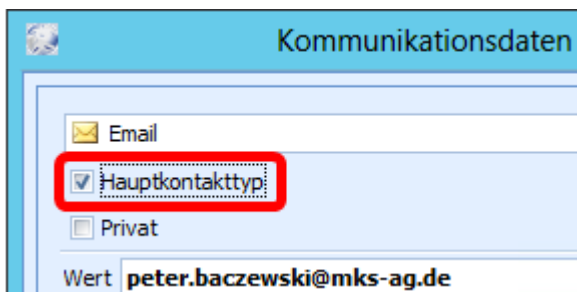 Kommunikationsdaten
Email
Hauptkontakttyp
Privat
Wert peter.baczewski@mks-ag.de